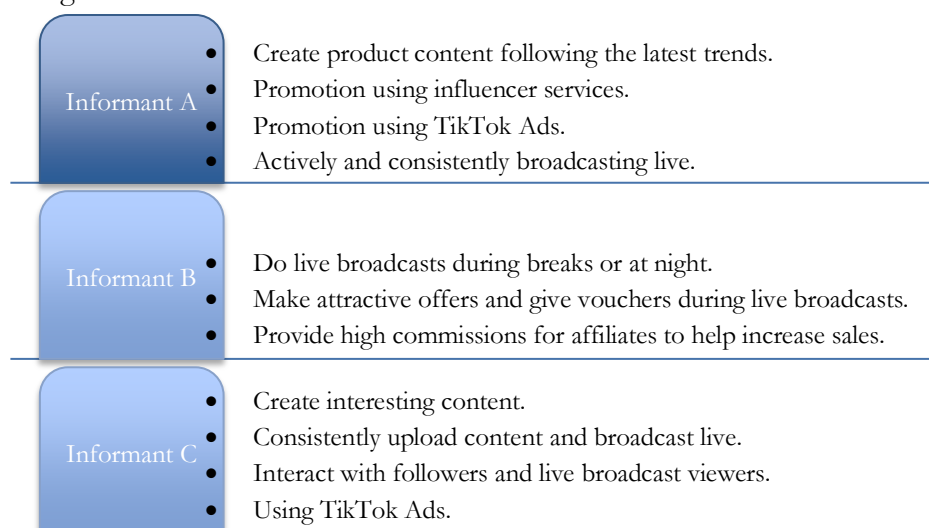 Informant A
• Create product content following the latest trends.
• Promotion using influencer services.
• Promotion using TikTok Ads.
• Actively and consistently broadcasting live.
Informant B
• Do live broadcasts during breaks or at night.
• Make attractive offers and give vouchers during live broadcasts.
• Provide high commissions for affiliates to help increase sales.
Informant C
• Create interesting content.
• Consistently upload content and broadcast live.
• Interact with followers and live broadcast viewers.
• Using TikTok Ads.